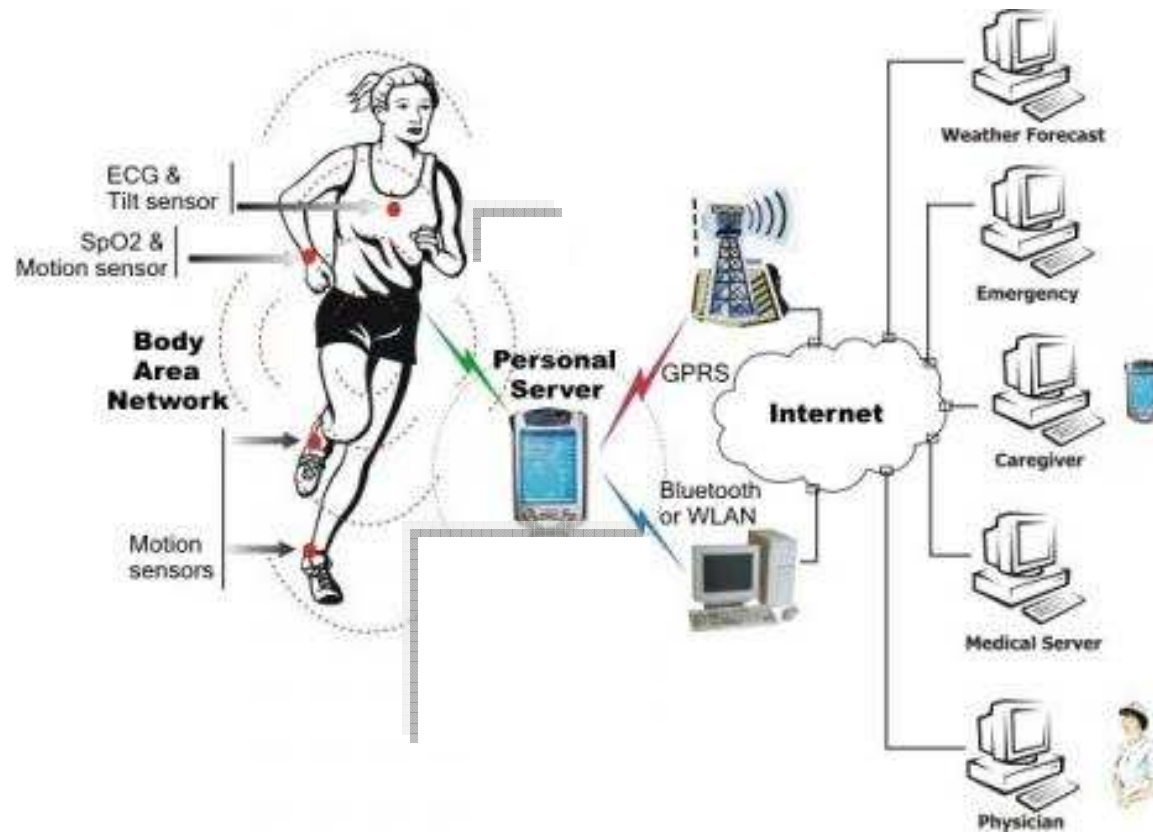 ECG &
Tilt sensor
SpO2 &
Motion sensor
Body
Area
Network
Motion
sensors
Personal
Server
GPRS
Bluetooth
or WLAN
Internet
Weather Forecast
Emergency
Caregiver
Medical Server
Physician